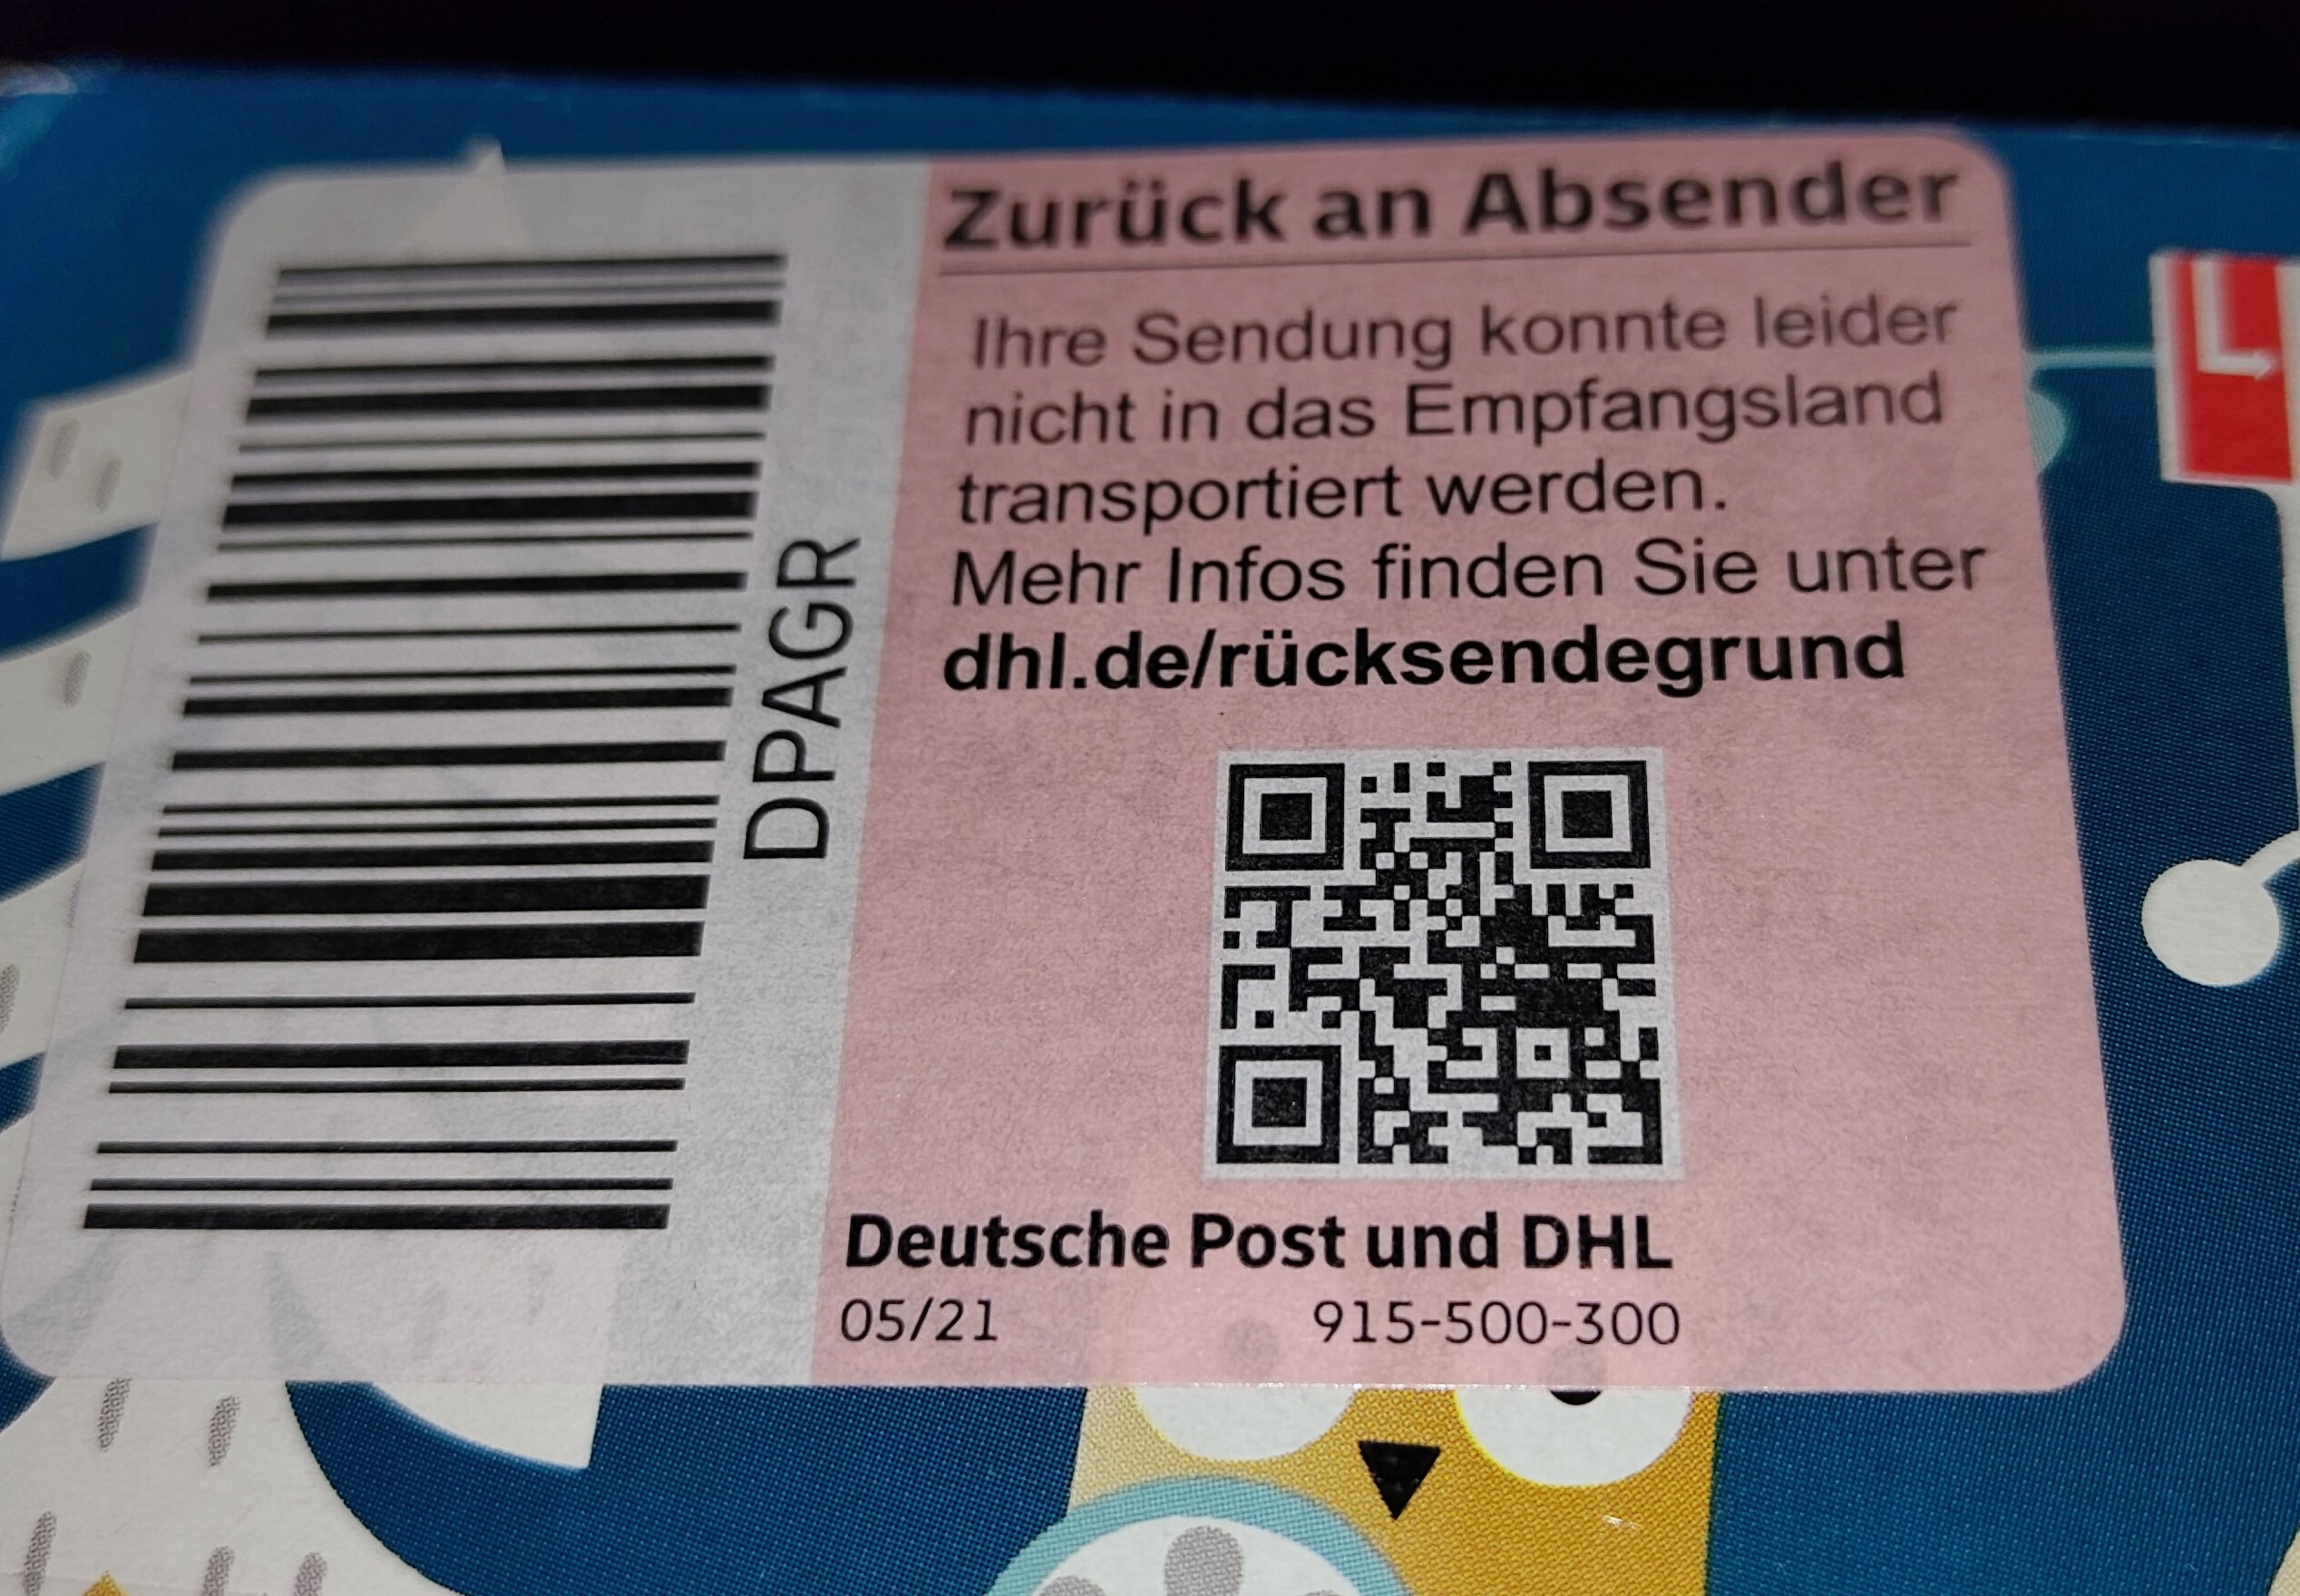 Zurück an Absender
Ihre Sendung konnte leider
nicht in das Empfangsland
transportiert werden.
Mehr Infos finden Sie unter
dhl.de/rücksendegrund
DPAGR
Deutsche Post und DHL
05/21 915-500-300